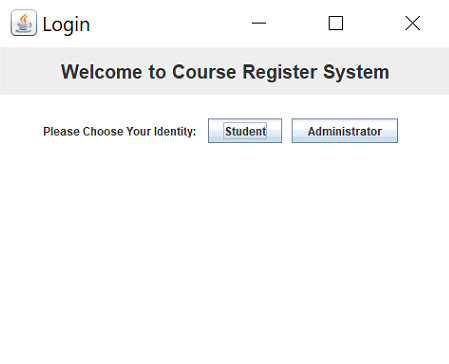 Login
Welcome to Course Register System
Please Choose Your Identity: Student Administrator